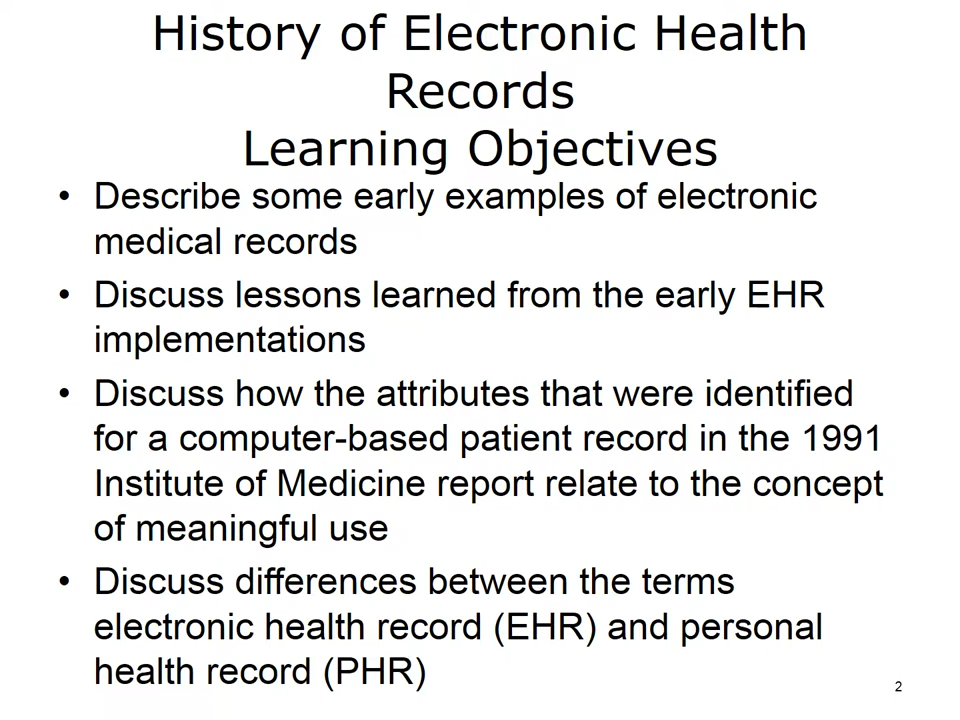 History of Electronic Health
Records
Learning Objectives
• Describe some early examples of electronic
medical records
• Discuss lessons learned from the early EHR
implementations
• Discuss how the attributes that were identified
for a computer-based patient record in the 1991
Institute of Medicine report relate to the concept
of meaningful use
• Discuss differences between the terms
electronic health record (EHR) and personal
health record (PHR)
2